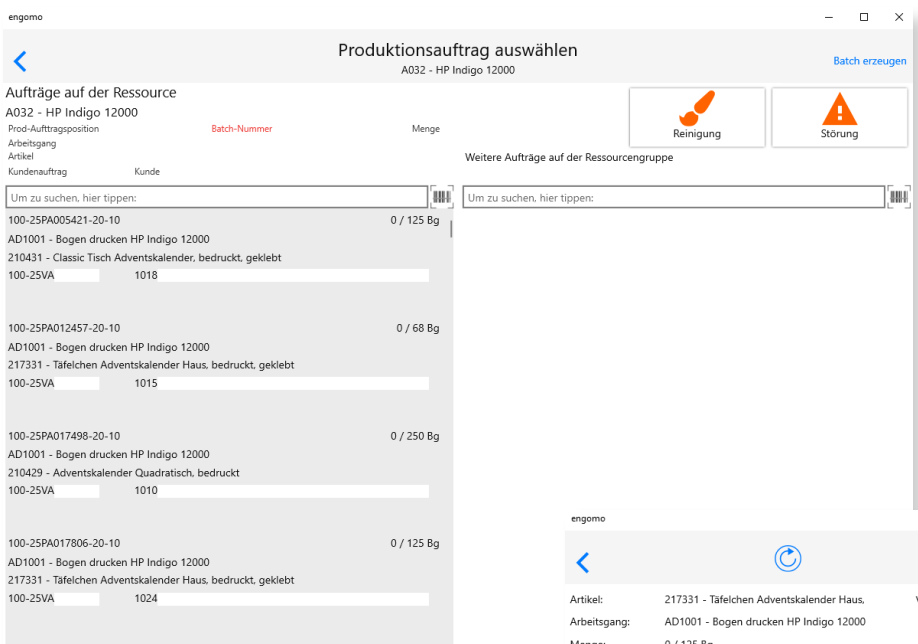 engomo
Produktionsauftrag auswählen
A032 - HP Indigo 12000
Batch erzeugen
Aufträge auf der Ressource
A032 - HP Indigo 12000
Prod-Aufttragsposition Batch-Nummer Menge
Arbeitsgang
Artikel
Kundenauftrag Kunde
Reinigung
Störung
Weitere Aufträge auf der Ressourcengruppe
Um zu suchen, hier tippen:
Um zu suchen, hier tippen:
100-25PA005421-20-10 0 / 125 Bg
AD1001 - Bogen drucken HP Indigo 12000
210431 - Classic Tisch Adventskalender, bedruckt, geklebt
100-25VA 1018
100-25PA012457-20-10 0 / 68 Bg
AD1001 - Bogen drucken HP Indigo 12000
217331 - Täfelchen Adventskalender Haus, bedruckt, geklebt
100-25VA 1015
100-25PA017498-20-10 0 / 250 Bg
AD1001 - Bogen drucken HP Indigo 12000
210429 - Adventskalender Quadratisch, bedruckt
100-25VA 1010
100-25PA017806-20-10 0 / 125 Bg
AD1001 - Bogen drucken HP Indigo 12000
217331 - Täfelchen Adventskalender Haus, bedruckt, geklebt
100-25VA 1024
engomo
Artikel: 217331 - Täfelchen Adventskalender Haus,
Arbeitsgang: AD1001 - Bogen drucken HP Indigo 12000
Menge: 0 / 125 Bg